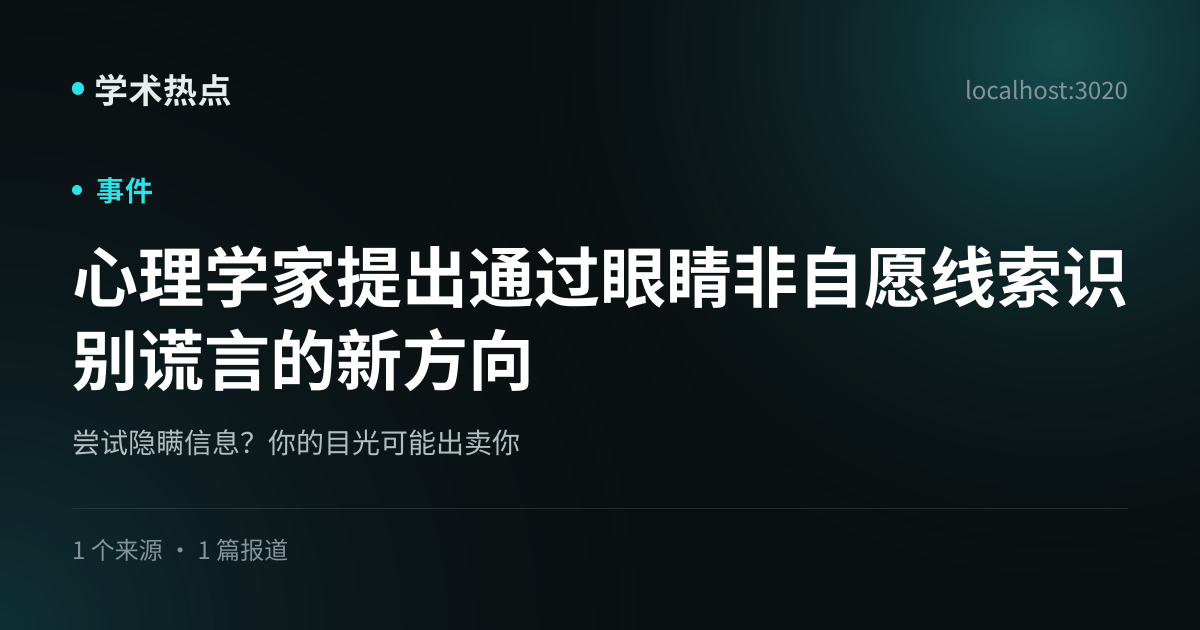 学术热点
localhost:3020
事件
心理学家提出通过眼睛非自愿线索识
别谎言的新方向
尝试隐瞒信息？你的目光可能出卖你
1 个来源 · 1 篇报道